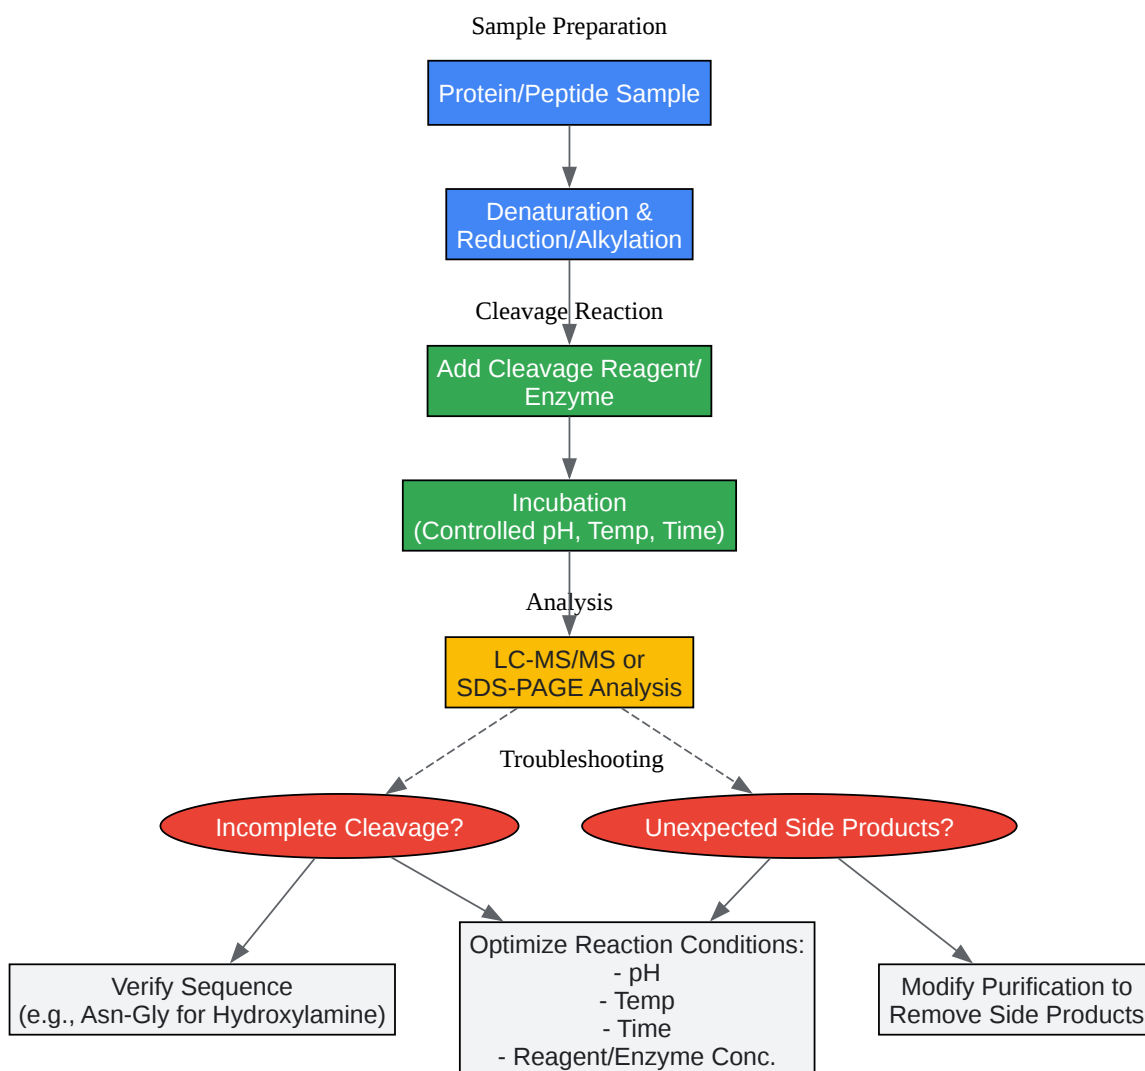 Sample Preparation
Protein/Peptide Sample
Denaturation &
Reduction/Alkylation
Cleavage Reaction
Add Cleavage Reagent/
Enzyme
Incubation
(Controlled pH, Temp, Time)
Analysis
LC-MS/MS or
SDS-PAGE Analysis
Troubleshooting
Incomplete Cleavage?
Unexpected Side Products?
Verify Sequence
(e.g., Asn-Gly for Hydroxylamine)
Optimize Reaction Conditions:
- pH
- Temp
- Time
- Reagent/Enzyme Conc.
Modify Purification to
Remove Side Products